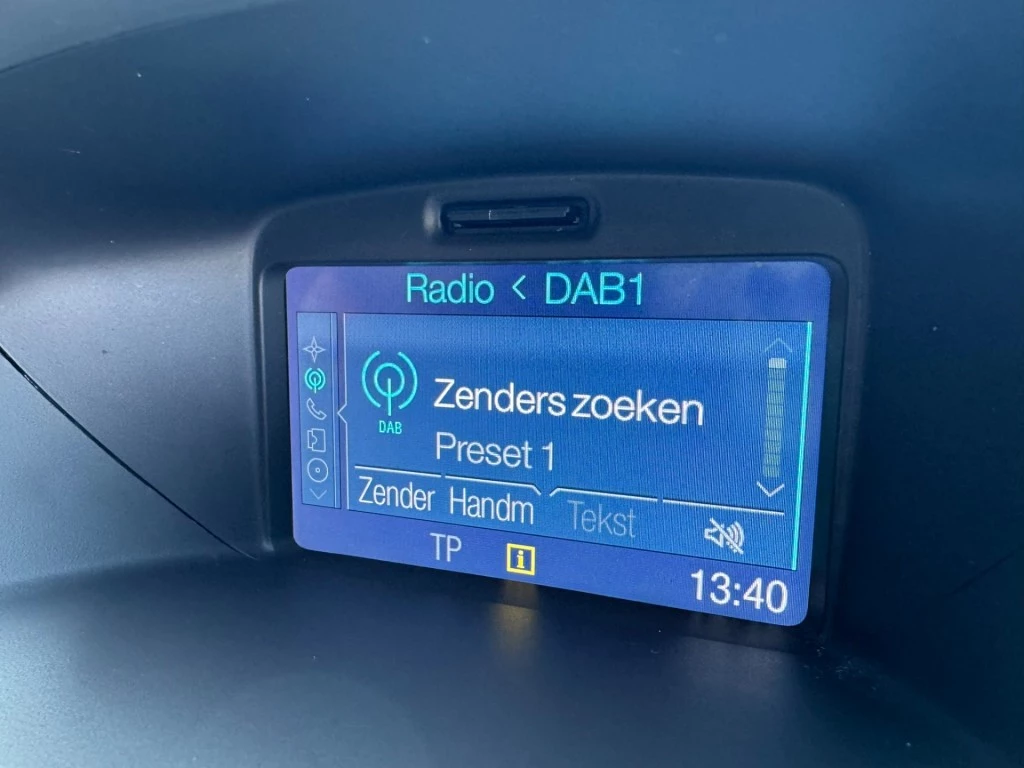 Radio < DAB1
DAB
Zenders zoeken
Preset 1
Zender Handm Tekst
TP i
13:40